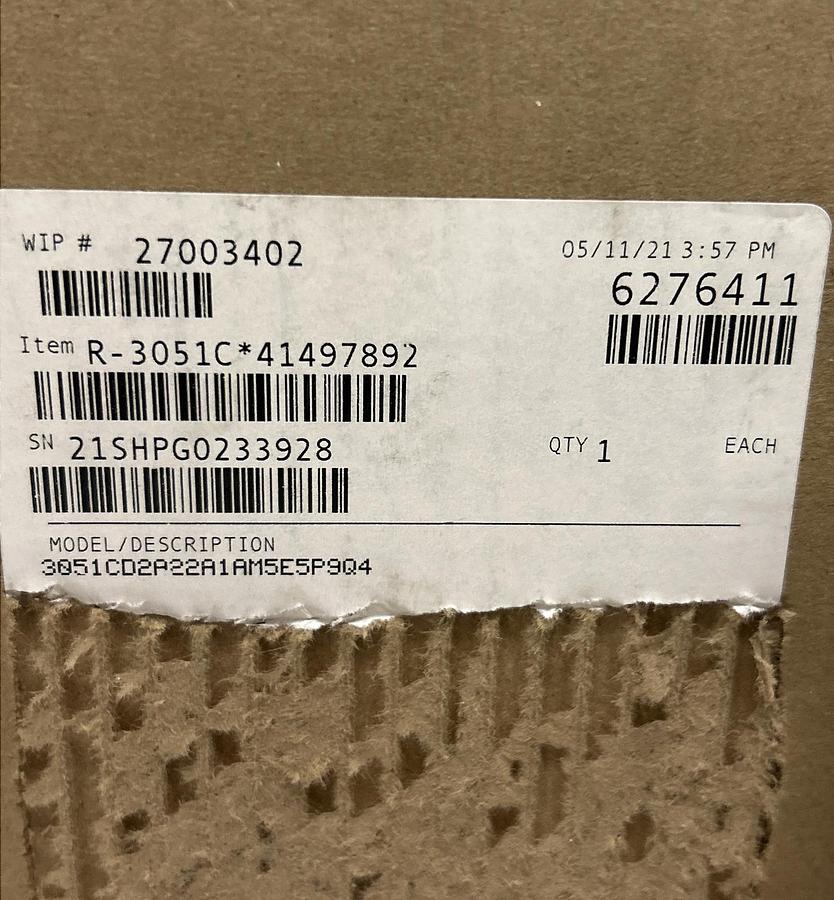 WIP # 27003402
05/11/21 3:57 PM
6276411
Item R-3051C*41497892
SN 21SHPG0233928
QTY 1 EACH
MODEL/DESCRIPTION
3051CD2A22A1AM5E5P9Q4